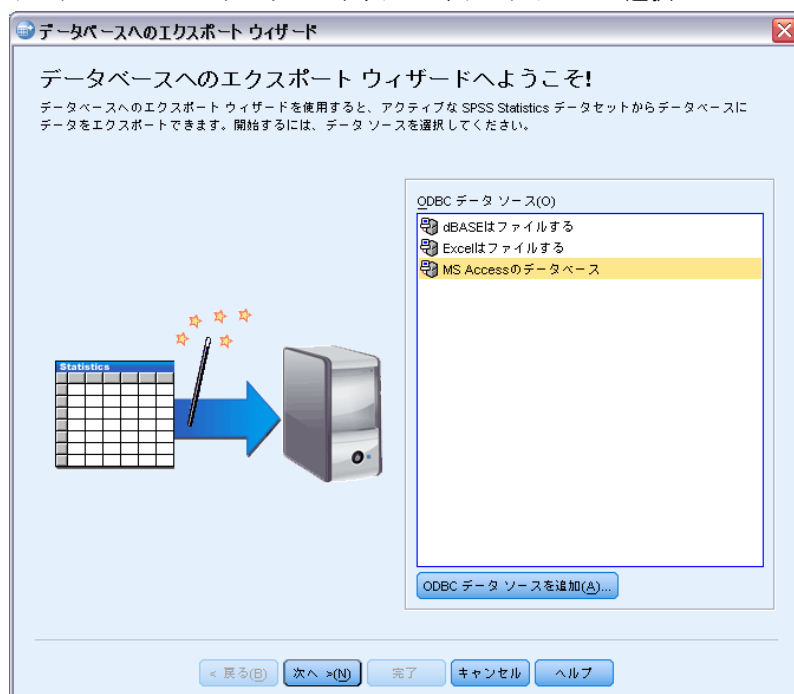 データベースへのエクスポート ウィザード
データベースへのエクスポート ウィザードへようこそ!
データベースへのエクスポート ウィザードを使用すると、アクティブな SPSS Statistics データセットからデータベースに
データをエクスポートできます。開始するには、データ ソースを選択してください。
ODBC データ ソース(O)
dBASEはファイルする
Excelはファイルする
MS Accessのデータベース
Statistics
ODBC データ ソースを追加(A)...
< 戻る(B)
次へ >(N)
完了
キャンセル
ヘルプ